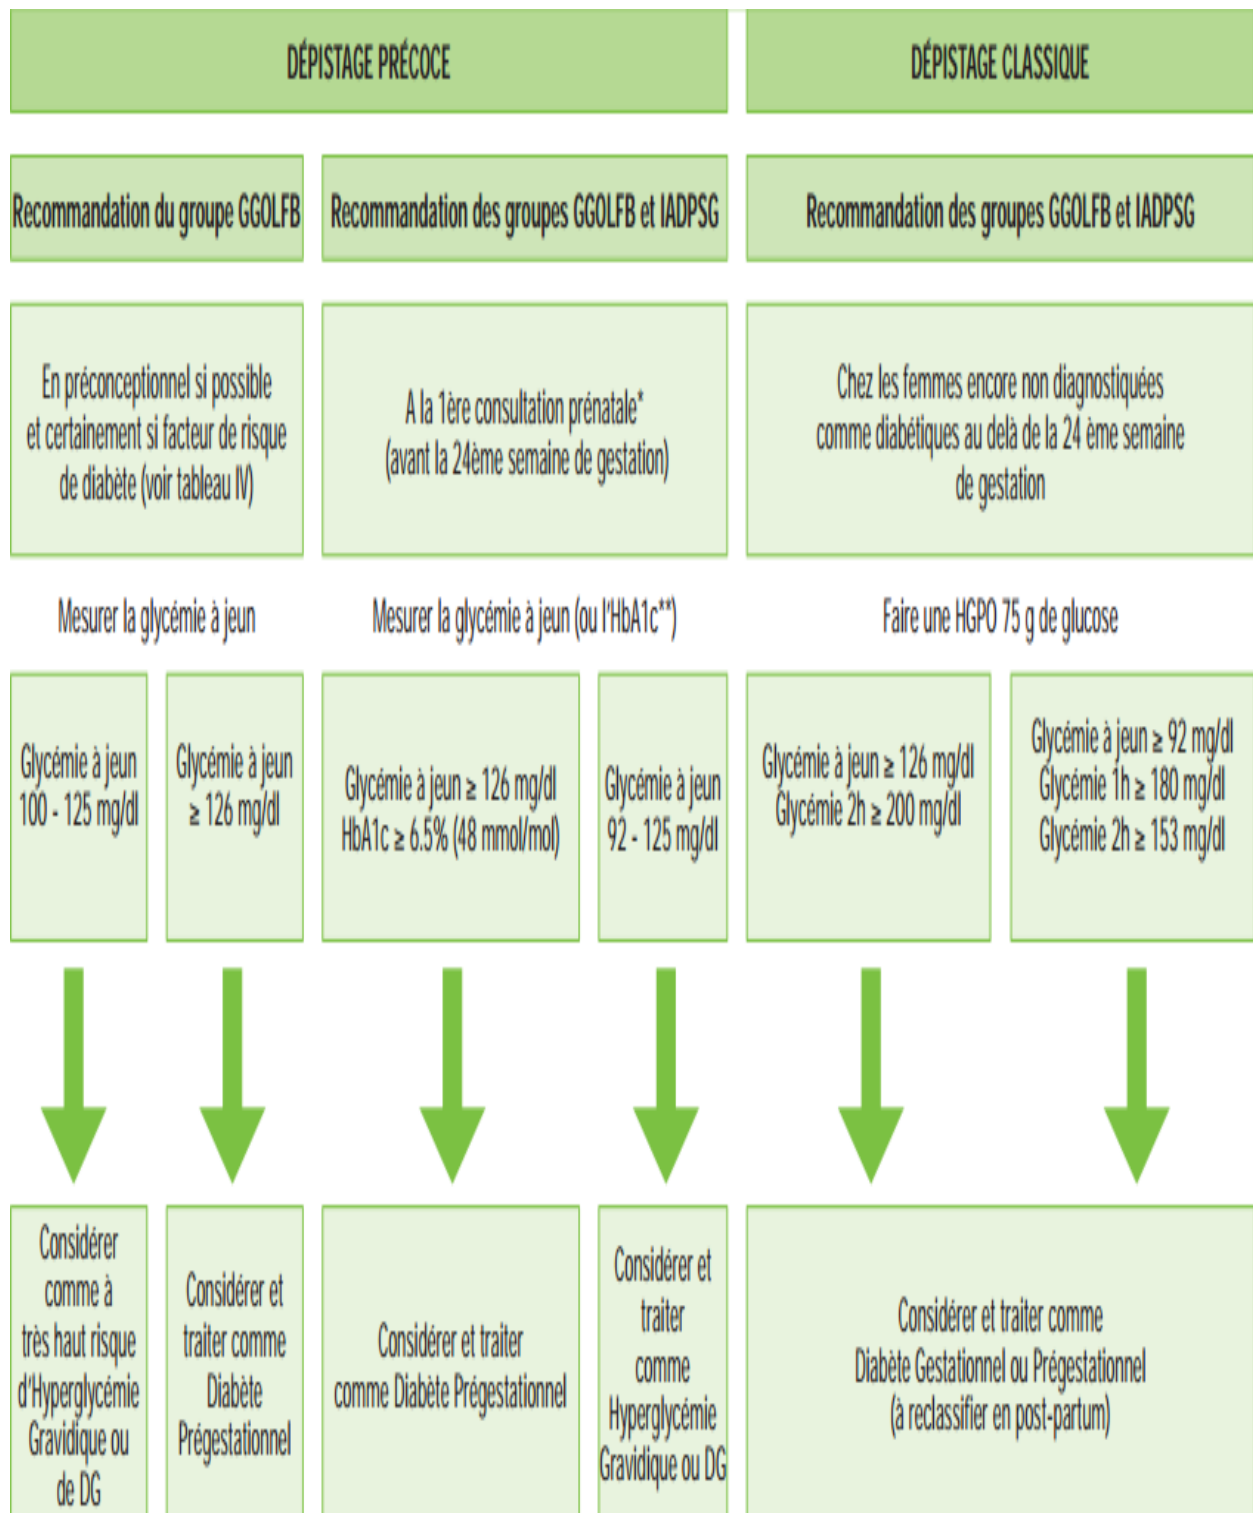 DÉPISTAGE PRÉCOCE
DÉPISTAGE CLASSIQUE
Recommandation du groupe GGOLFB
Recommandation des groupes GGOLFB et IADPSG
Recommandation des groupes GGOLFB et IADPSG
En préconceptionnel si possible
et certainement si facteur de risque
de diabète (voir tableau IV)
A la 1ère consultation prénatale*
(avant la 24ème semaine de gestation)
Chez les femmes encore non diagnostiquées
comme diabétiques au delà de la 24 ème semaine
de gestation
Mesurer la glycémie à jeun
Mesurer la glycémie à jeun (ou l'HbA1c**)
Faire une HGPO 75 g de glucose
Glycémie à jeun
100 - 125 mg/dl
Glycémie à jeun
≥ 126 mg/dl
Glycémie à jeun ≥ 126 mg/dl
HbA1c ≥ 6.5% (48 mmol/mol)
Glycémie à jeun
92 - 125 mg/dl
Glycémie à jeun ≥ 126 mg/dl
Glycémie 2h ≥ 200 mg/dl
Glycémie à jeun ≥ 92 mg/dl
Glycémie 1h ≥ 180 mg/dl
Glycémie 2h ≥ 153 mg/dl
Considérer
comme à
très haut risque
d'Hyperglycémie
Gravidique ou
de DG
Considérer et
traiter comme
Diabète
Prégestationnel
Considérer et traiter
comme Diabète Prégestationnel
Considérer et
traiter
comme
Hyperglycémie
Gravidique ou DG
Considérer et traiter comme
Diabète Gestationnel ou Prégestationnel
(à reclassifier en post-partum)